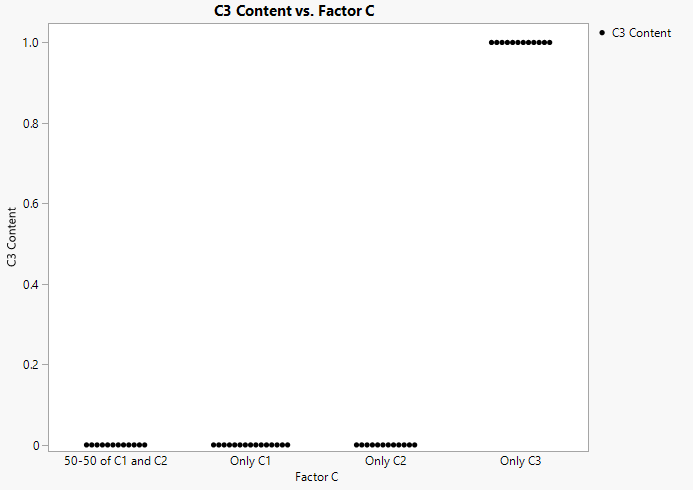 C3 Content vs. Factor C
C3 Content
1.0
0.8
0.6
0.4
0.2
0
C3 Content
50-50 of C1 and C2
Only C1
Only C2
Only C3
Factor C